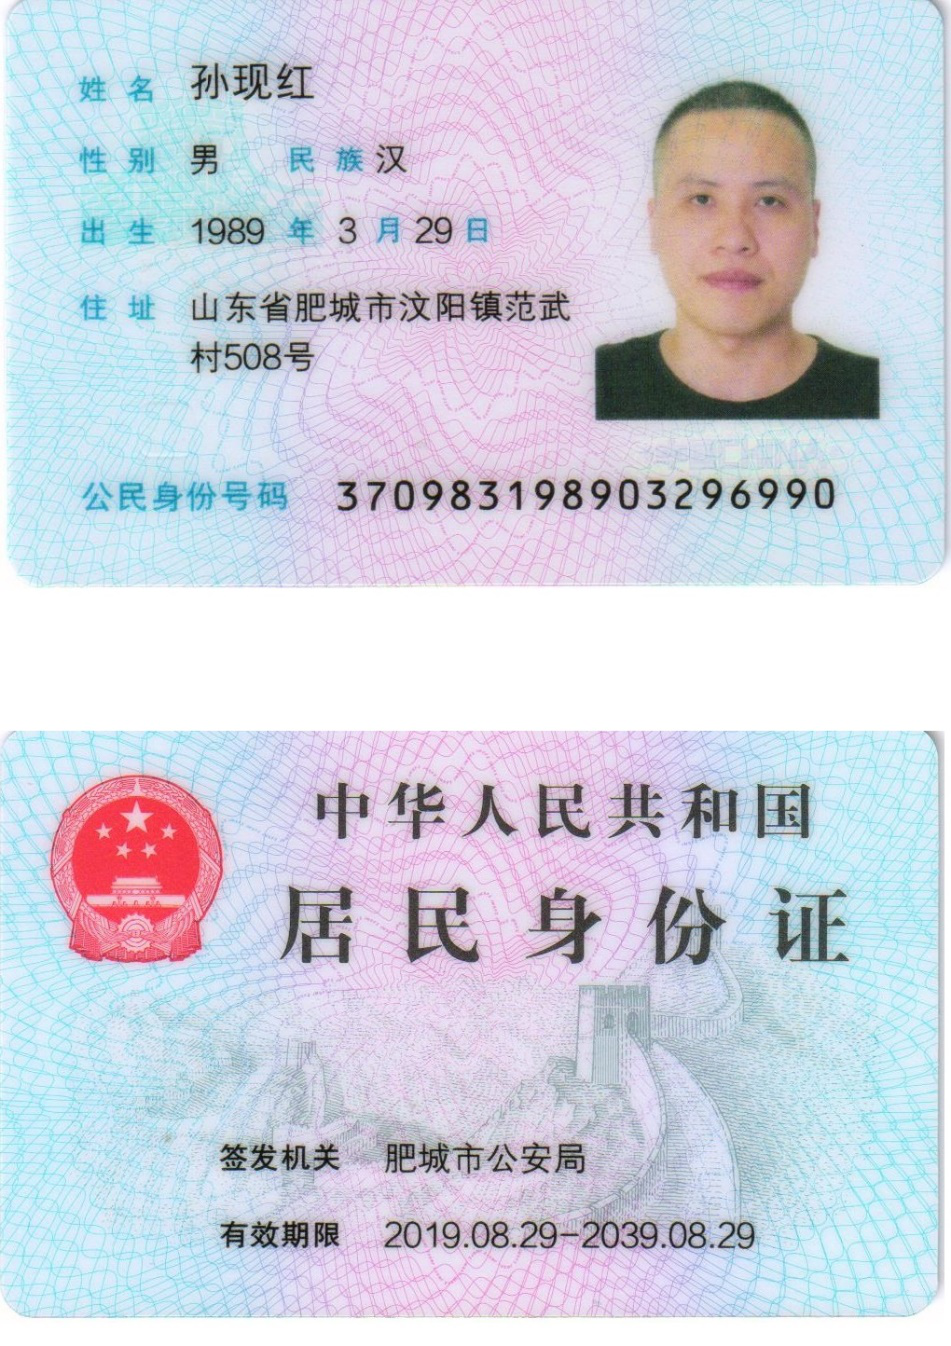 姓名 孙现红
性别 男 民族 汉
出生 1989 年 3 月 29 日
住址 山东省肥城市汶阳镇范武
村508号
公民身份号码 370983198903296990
中华人民共和国
居民身份证
签发机关 肥城市公安局
有效期限 2019.08.29-2039.08.29